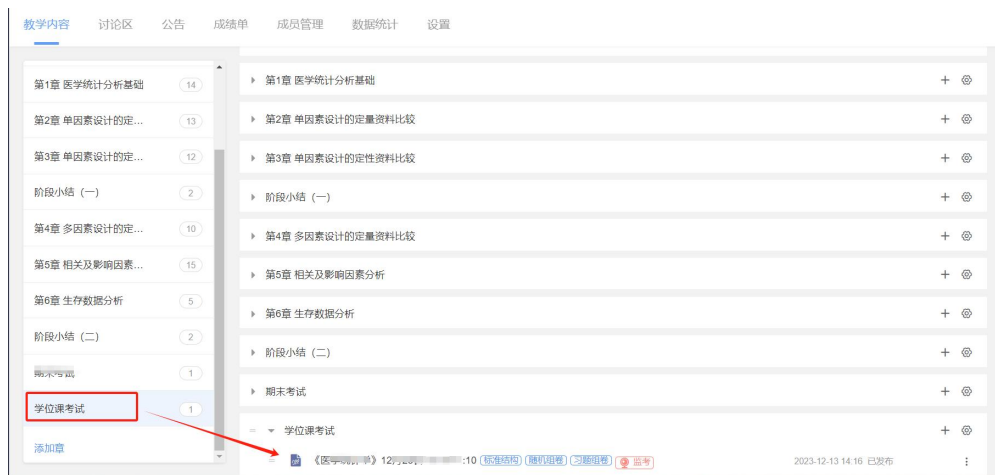 教学内容 讨论区 公告 成绩单 成员管理 数据统计 设置
第1章 医学统计分析基础 14
第2章 单因素设计的定... 13
第3章 单因素设计的定... 12
阶段小结（一） 2
第4章 多因素设计的定... 10
第5章 相关及影响因素... 15
第6章 生存数据分析 5
阶段小结（二） 2
1
学位课考试 1
添加章
第1章 医学统计分析基础
第2章 单因素设计的定量资料比较
第3章 单因素设计的定性资料比较
阶段小结（一）
第4章 多因素设计的定量资料比较
第5章 相关及影响因素分析
第6章 生存数据分析
阶段小结（二）
期末考试
学位课考试
《医 》12月 :10 标准结构 随机组卷 习题组卷 监考 2023-12-13 14:16 已发布